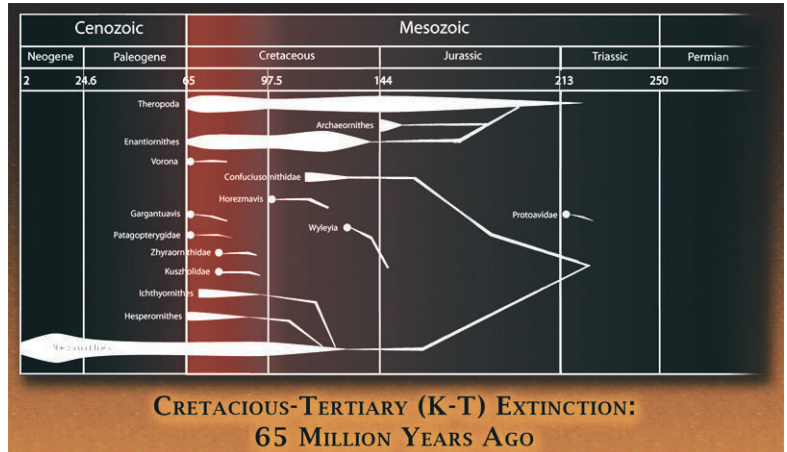 Cenozoic Mesozoic
Neogene Paleogene Cretaceous Jurassic Triassic Permian
2 24.6 65 97.5 144 213 250
Theropoda
Archaeornithes
Enantiornithes
Vorona
Confuciusornithidae
Horezmavis
Gargantuavis Protoavidae
Wyleyia
Patagopterygidae
Zhyraornithidae
Kuszholidae
Ichthyornithes
Hesperornithes
Neornithes
CRETACIOUS-TERTIARY (K-T) EXTINCTION:
65 MILLION YEARS AGO